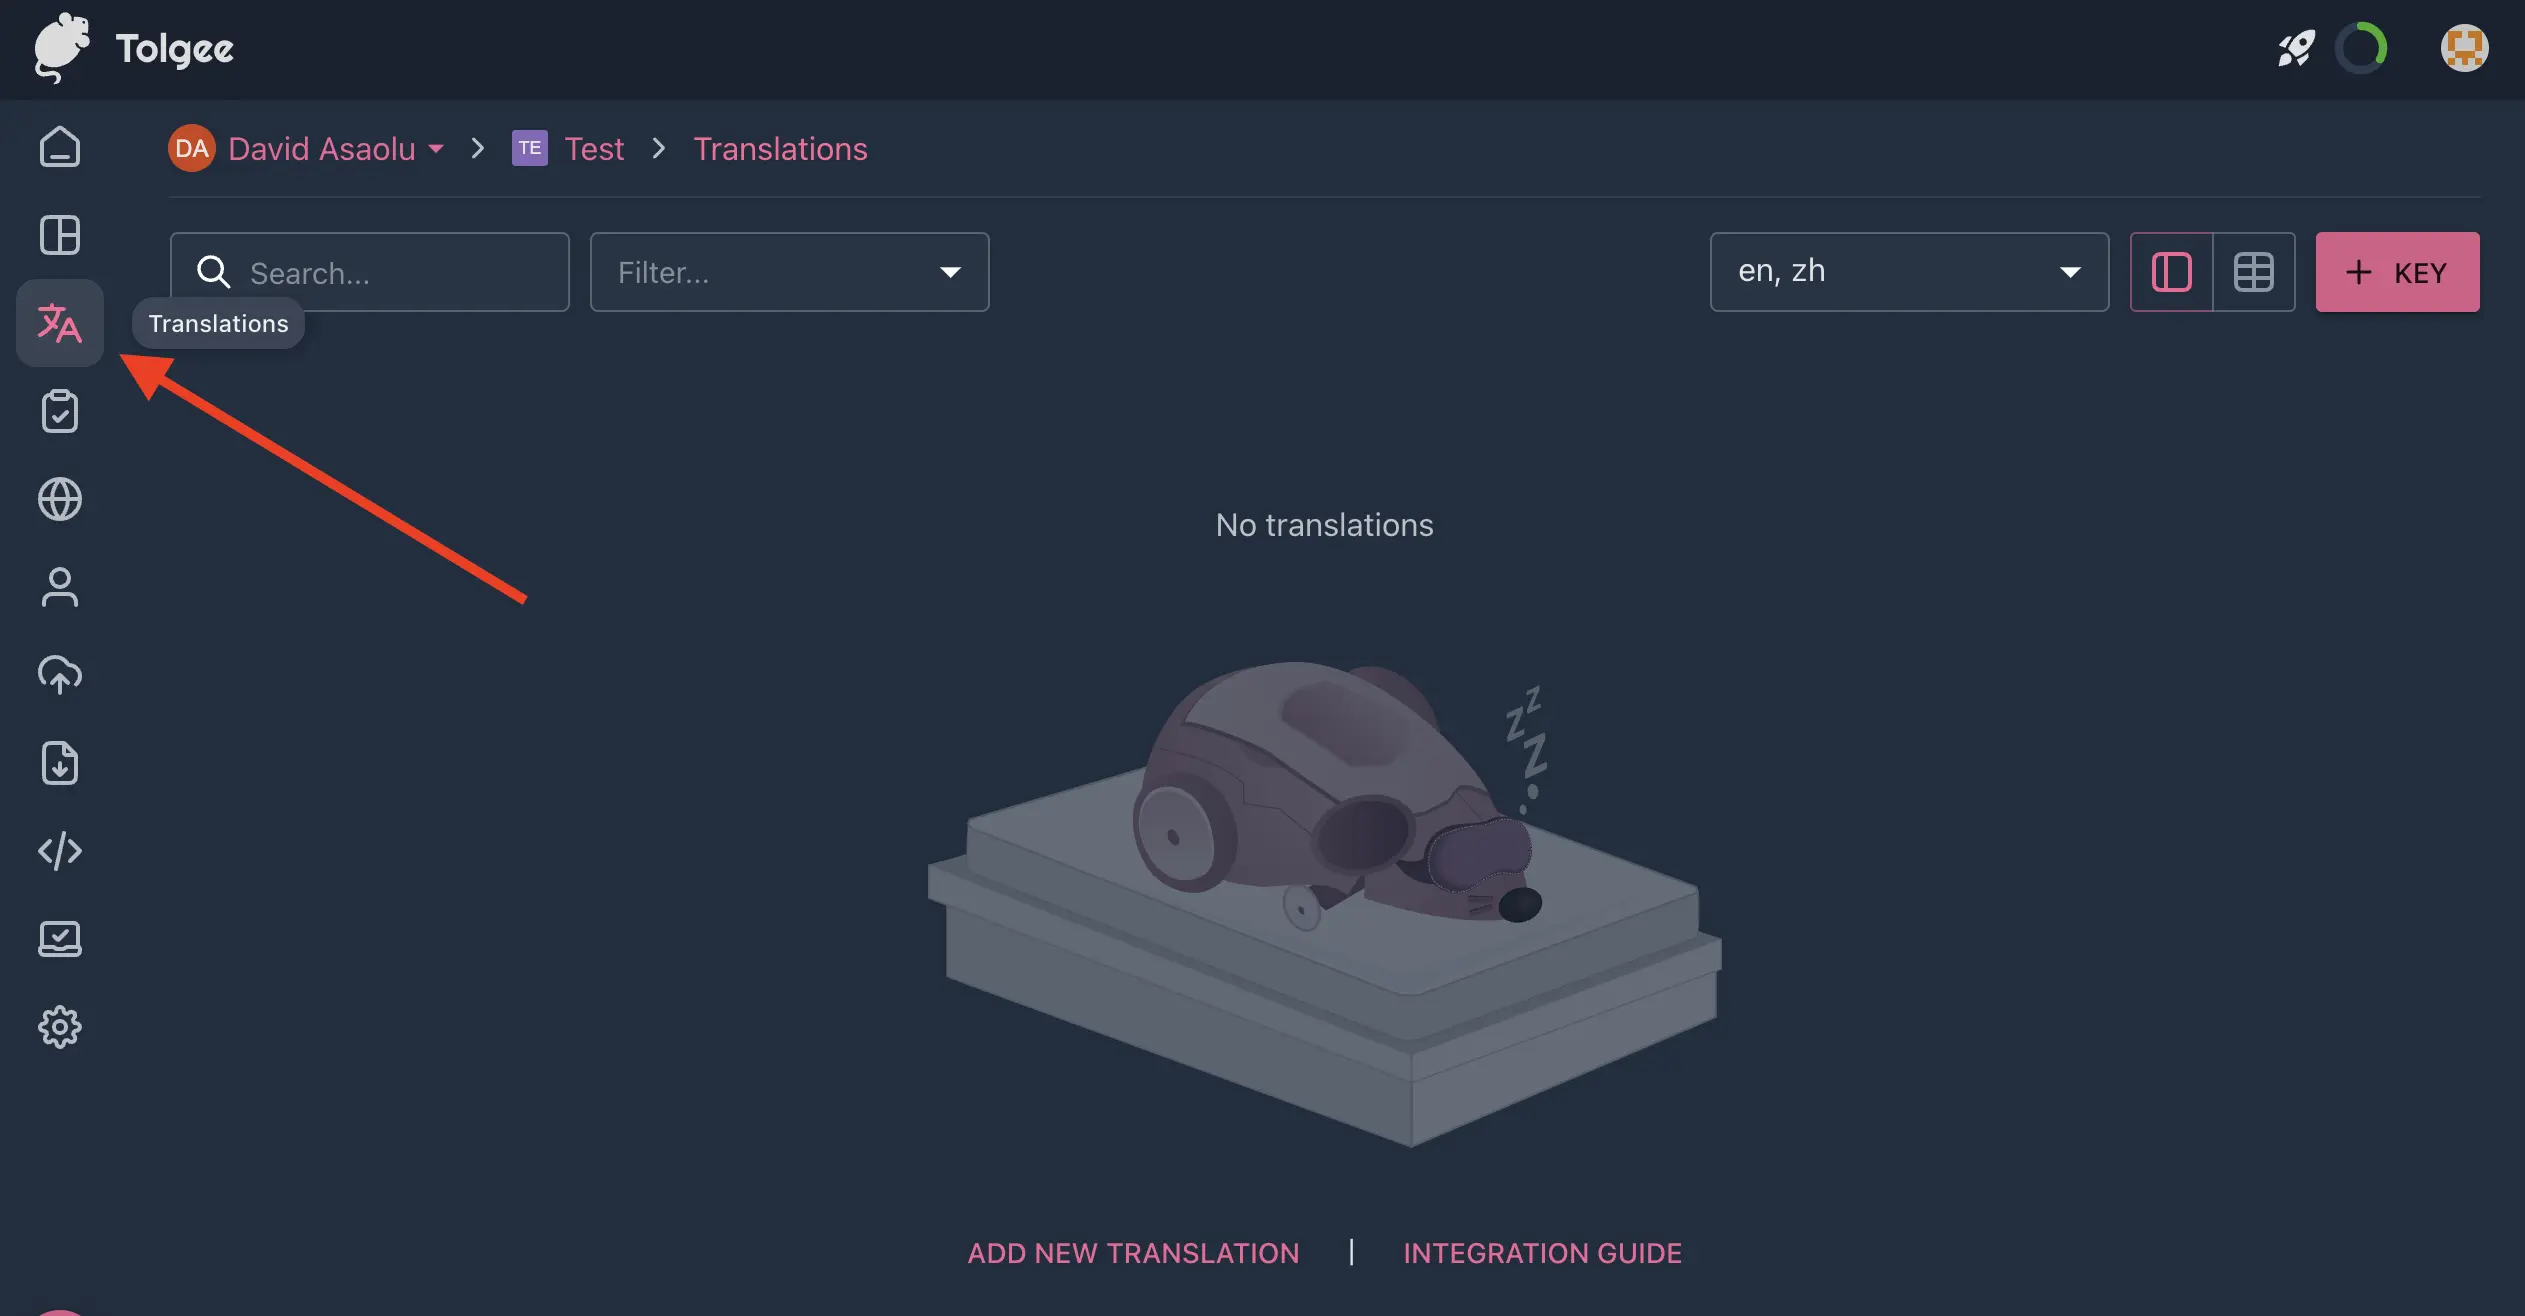 Tolgee
DA David Asaolu > TE Test > Translations
Search...
Filter...
en, zh
+ KEY
Translations
No translations
z
z
z
ADD NEW TRANSLATION | INTEGRATION GUIDE